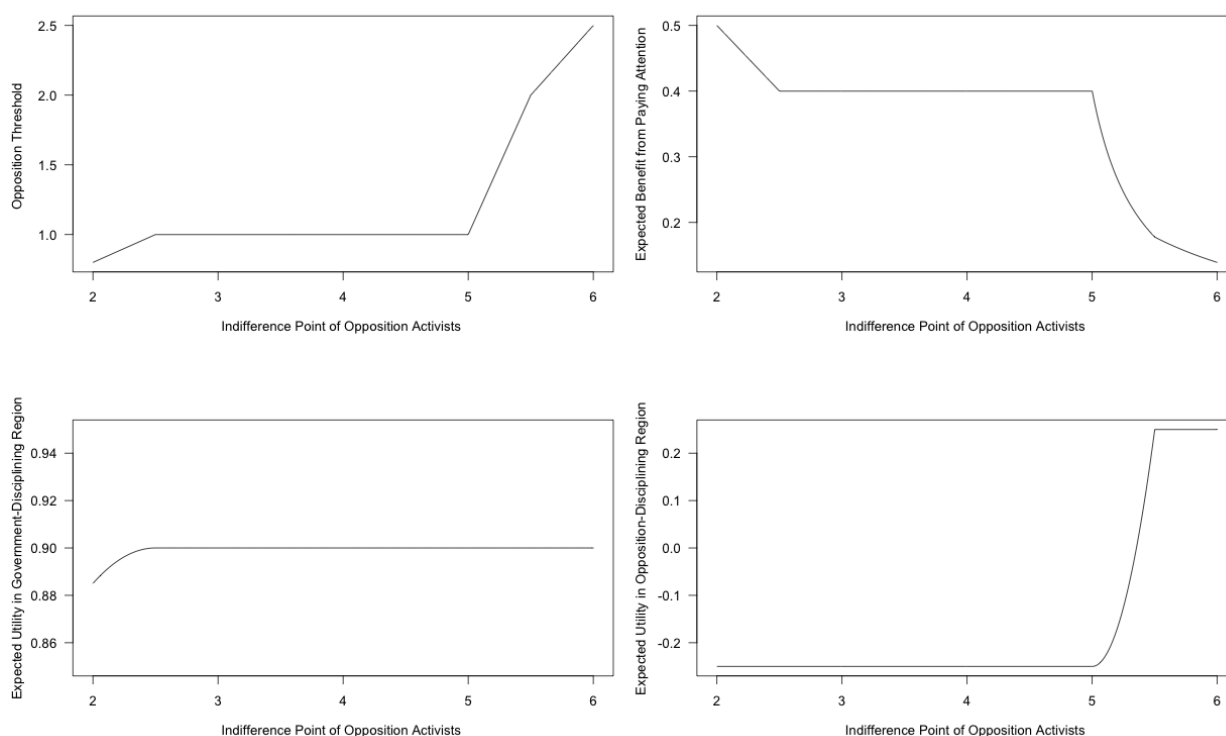 Opposition Threshold
2.5
2.0
1.5
1.0
2 3 4 5 6
Indifference Point of Opposition Activists
Expected Benefit from Paying Attention
0.5
0.4
0.3
0.2
2 3 4 5 6
Indifference Point of Opposition Activists
Expected Utility in Government-Disciplining Region
0.94
0.92
0.90
0.88
0.86
2 3 4 5 6
Indifference Point of Opposition Activists
Expected Utility in Opposition-Disciplining Region
0.2
0.1
0.0
-0.1
-0.2
2 3 4 5 6
Indifference Point of Opposition Activists